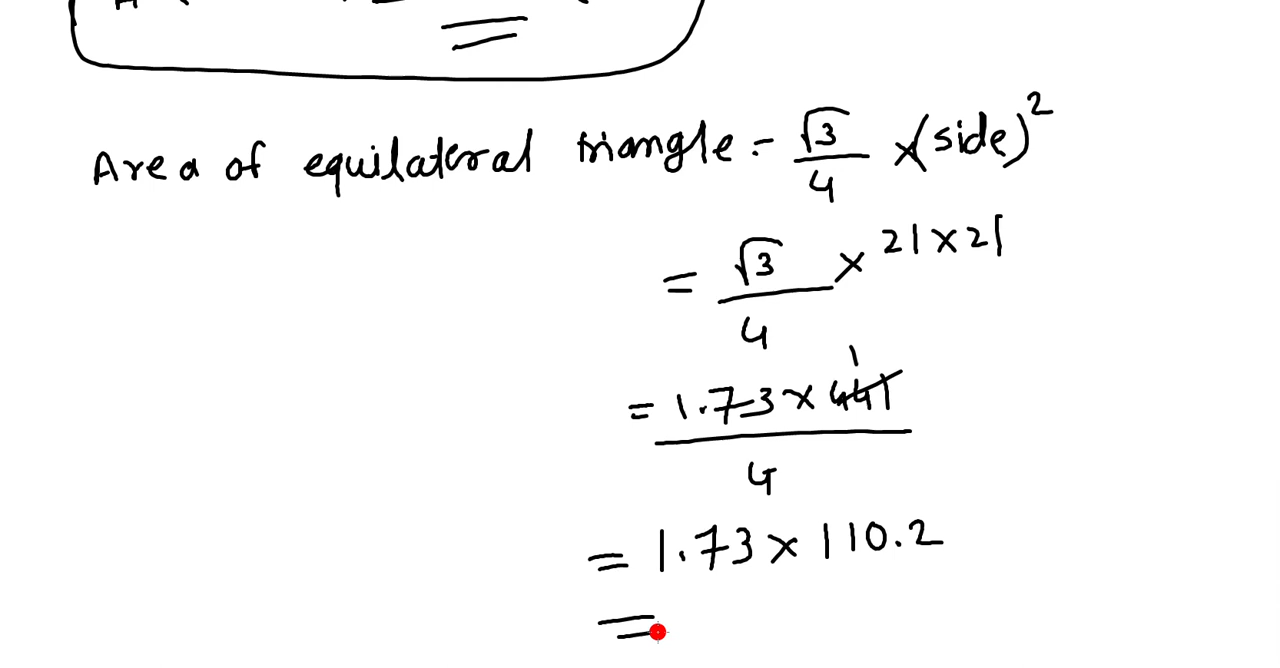 Area of equilateral triangle = √3/4 × (side)²
= √3/4 × 21 × 21
= 1.73 × 441/4
1
= 1.73 × 110.2
=